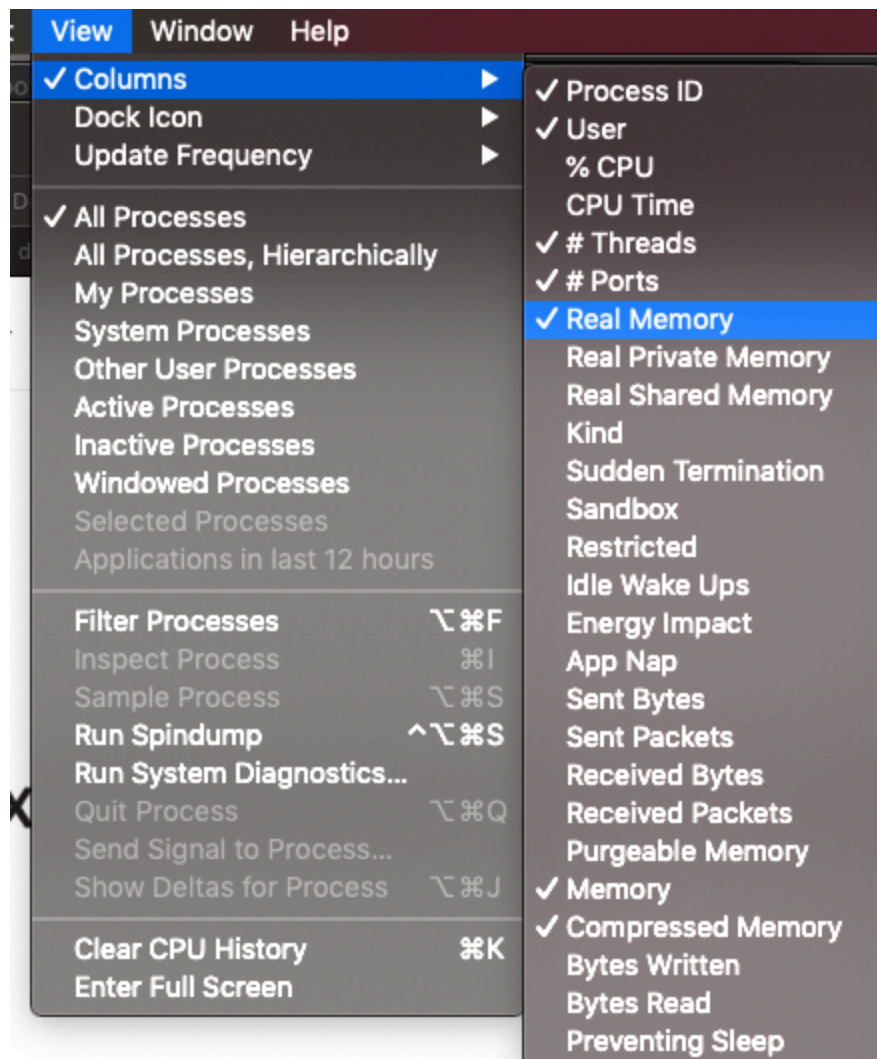 View Window Help
✓ Columns ▶
Dock Icon ▶
Update Frequency ▶
✓ All Processes
All Processes, Hierarchically
My Processes
System Processes
Other User Processes
Active Processes
Inactive Processes
Windowed Processes
Selected Processes
Applications in last 12 hours
Filter Processes ⌥⌘F
Inspect Process ⌘I
Sample Process ⌥⌘S
Run Spindump ^⌥⌘S
Run System Diagnostics...
Quit Process ⌥⌘Q
Send Signal to Process...
Show Deltas for Process ⌥⌘J
Clear CPU History ⌘K
Enter Full Screen
✓ Process ID
✓ User
% CPU
CPU Time
✓ # Threads
✓ # Ports
✓ Real Memory
Real Private Memory
Real Shared Memory
Kind
Sudden Termination
Sandbox
Restricted
Idle Wake Ups
Energy Impact
App Nap
Sent Bytes
Sent Packets
Received Bytes
Received Packets
Purgeable Memory
✓ Memory
✓ Compressed Memory
Bytes Written
Bytes Read
Preventing Sleep